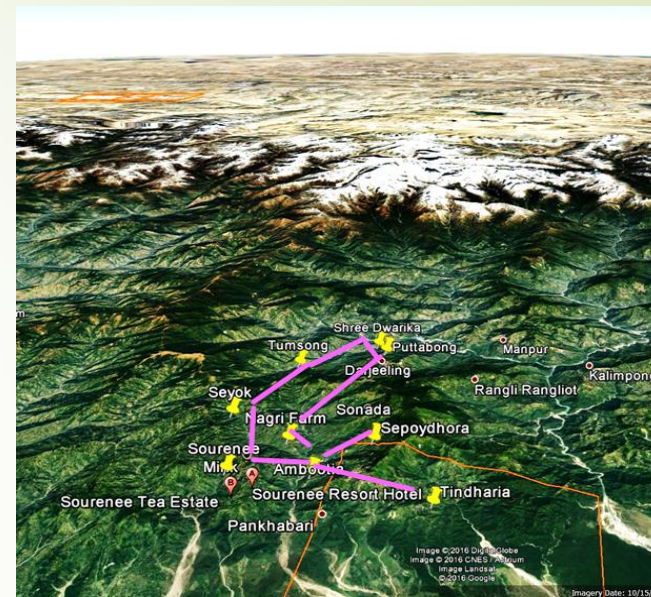 Shree Dwarika
Tumsong
Puttabong
Manpur
Darjeeling
Kalimpong
Rangli Rangliot
Seyok
Sonada
Nagri Farm
Sepoydhora
Sourenee
Mirik
Ambootia
A
B
Sourenee Tea Estate
Sourenee Resort Hotel
Tindharia
Pankhabari
Image © 2016 DigitalGlobe
Image © 2016 CNES / Astrium
Image Landsat
© 2016 Google
Imagery Date: 10/15/